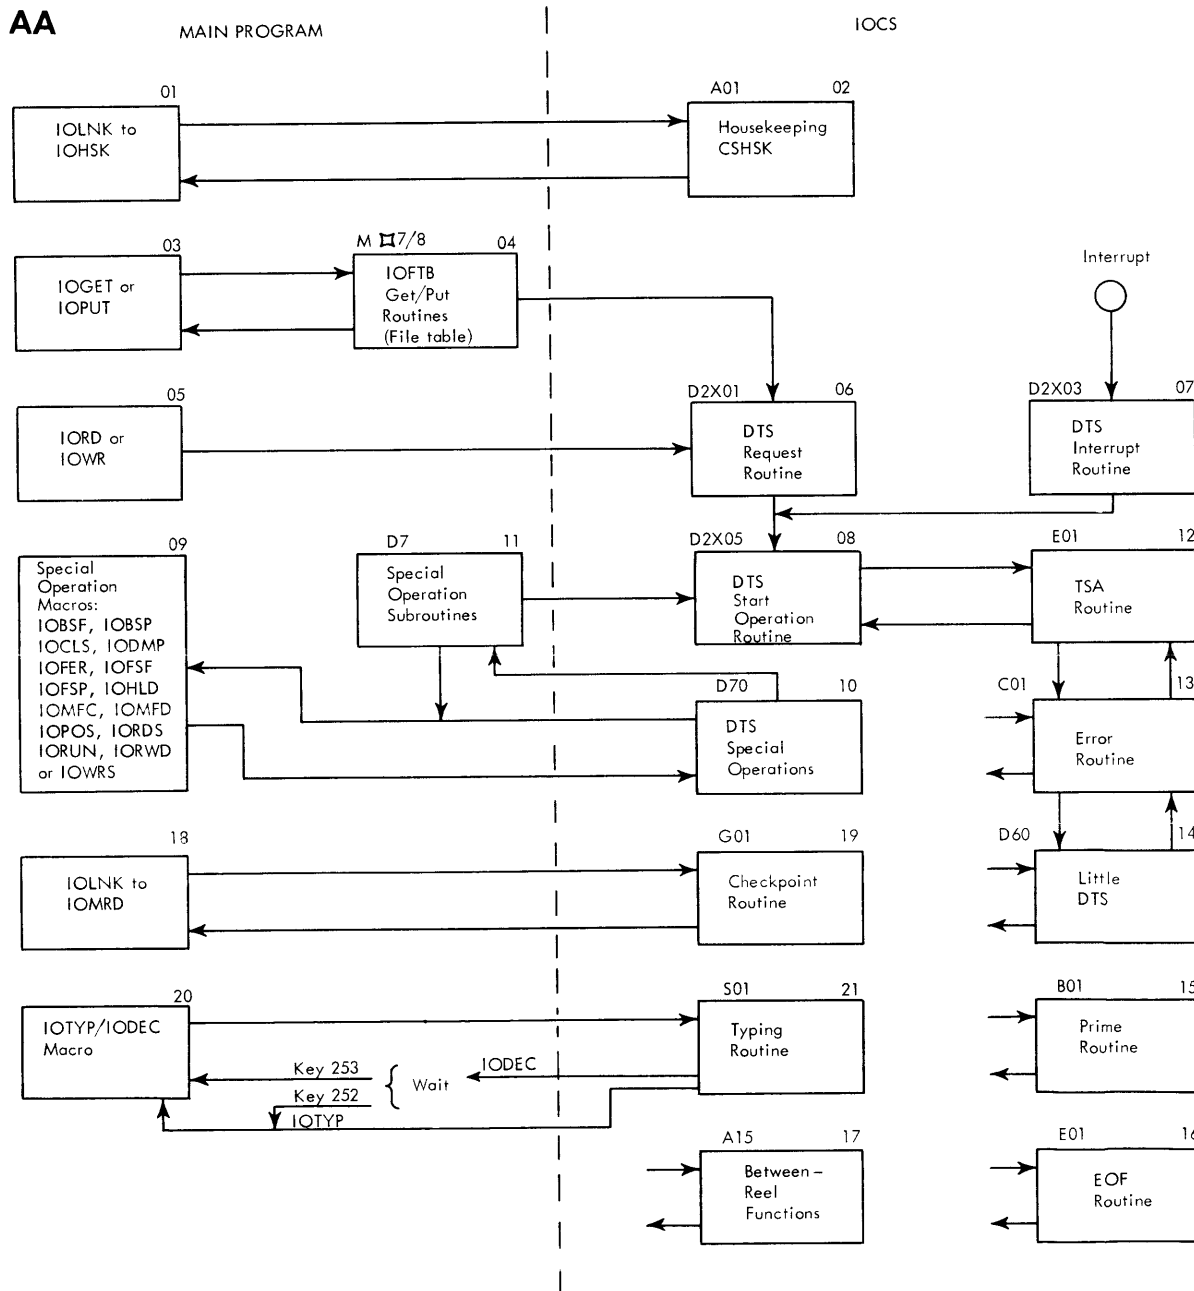 AA
MAIN PROGRAM
IOCS
01
IOLNK to
IOHSK
A01 02
Housekeeping
CSHSK
03
IOGET or
IOPUT
M ⌑7/8 04
IOFTB
Get/Put
Routines
(File table)
Interrupt
05
IORD or
IOWR
D2X01 06
DTS
Request
Routine
D2X03 07
DTS
Interrupt
Routine
09
Special
Operation
Macros:
IOBSF, IOBSP
IOCLS, IODMP
IOFER, IOFSF
IOFSP, IOHLD
IOMFC, IOMFD
IOPOS, IORDS
IORUN, IORWD
or IOWRS
D7 11
Special
Operation
Subroutines
D2X05 08
DTS
Start
Operation
Routine
E01 12
TSA
Routine
D70 10
DTS
Special
Operations
C01 13
Error
Routine
18
IOLNK to
IOMRD
G01 19
Checkpoint
Routine
D60 14
Little
DTS
20
IOTYP/IODEC
Macro
S01 21
Typing
Routine
B01 15
Prime
Routine
Key 253
Key 252
IOTYP
Wait
IODEC
A15 17
Between-
Reel
Functions
E01 16
EOF
Routine